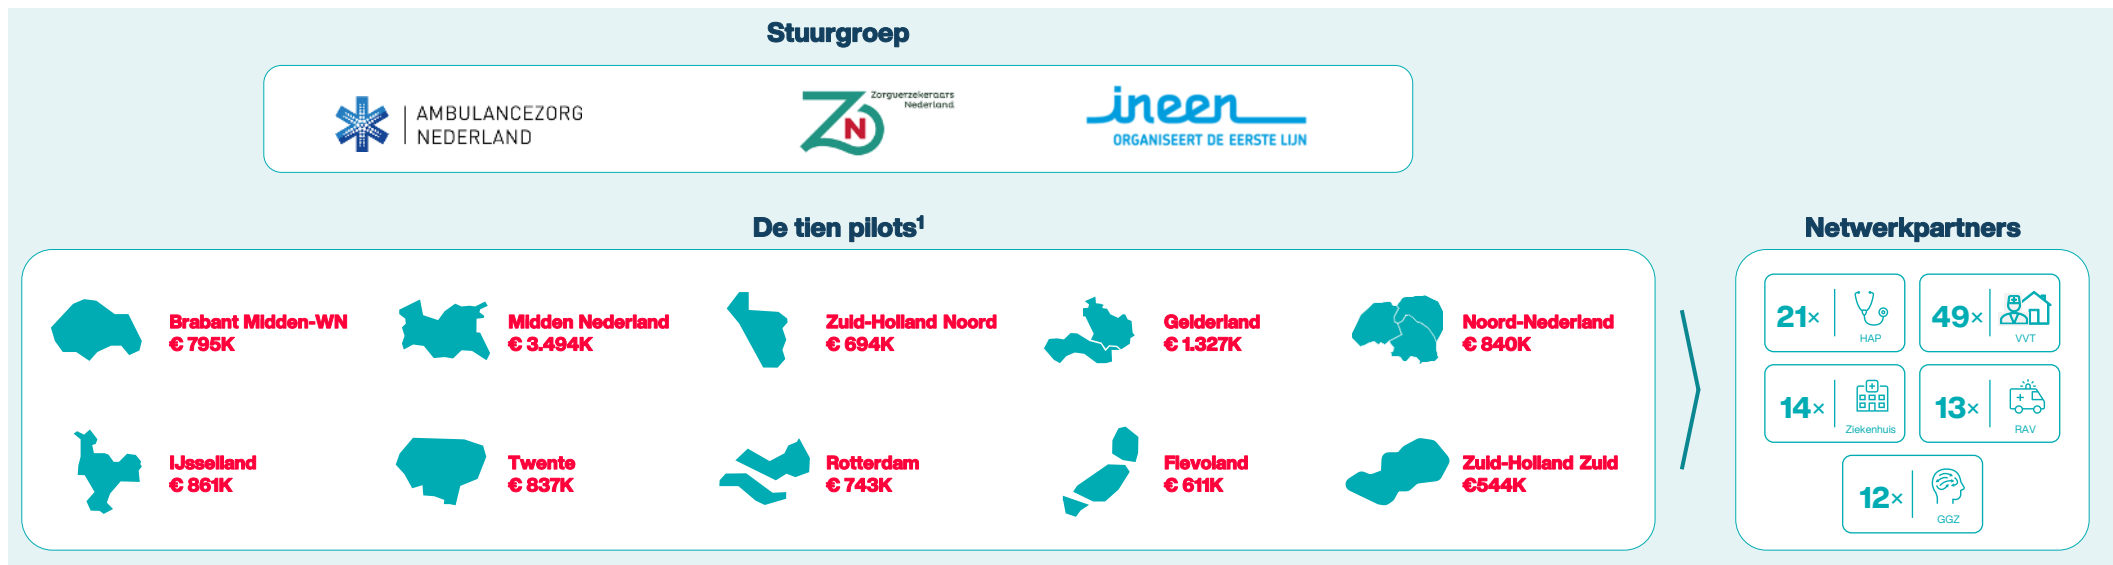 Stuurgroep
AMBULANCEZORG
NEDERLAND
Zorgverzekeraars
Nederland
ZN
ineen
ORGANISEERT DE EERSTE LIJN
De tien pilots¹
Netwerkpartners
Brabant Midden-WN
€ 795K
Midden Nederland
€ 3.494K
Zuid-Holland Noord
€ 694K
Gelderland
€ 1.327K
Noord-Nederland
€ 840K
IJsselland
€ 861K
Twente
€ 837K
Rotterdam
€ 743K
Flevoland
€ 611K
Zuid-Holland Zuid
€544K
21×
HAP
49×
VVT
14×
Ziekenhuis
13×
RAV
12×
GGZ